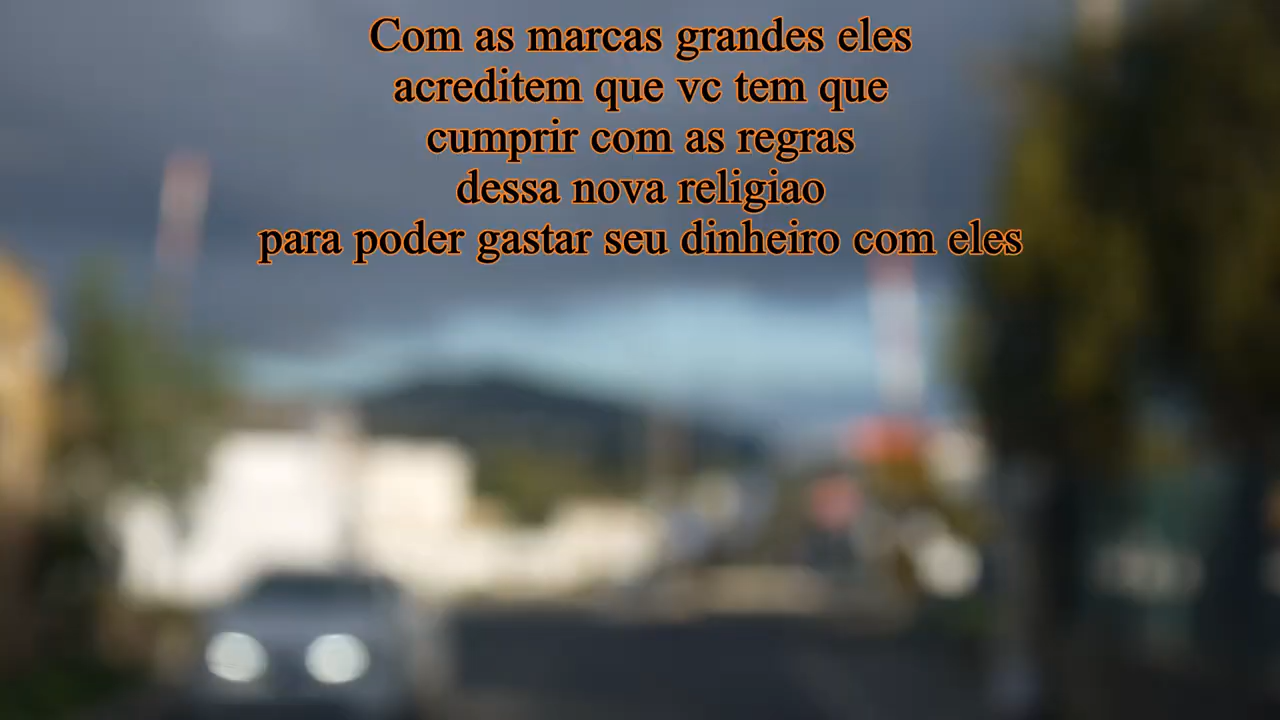 Com as marcas grandes eles
acreditem que vc tem que
cumprir com as regras
dessa nova religiao
para poder gastar seu dinheiro com eles